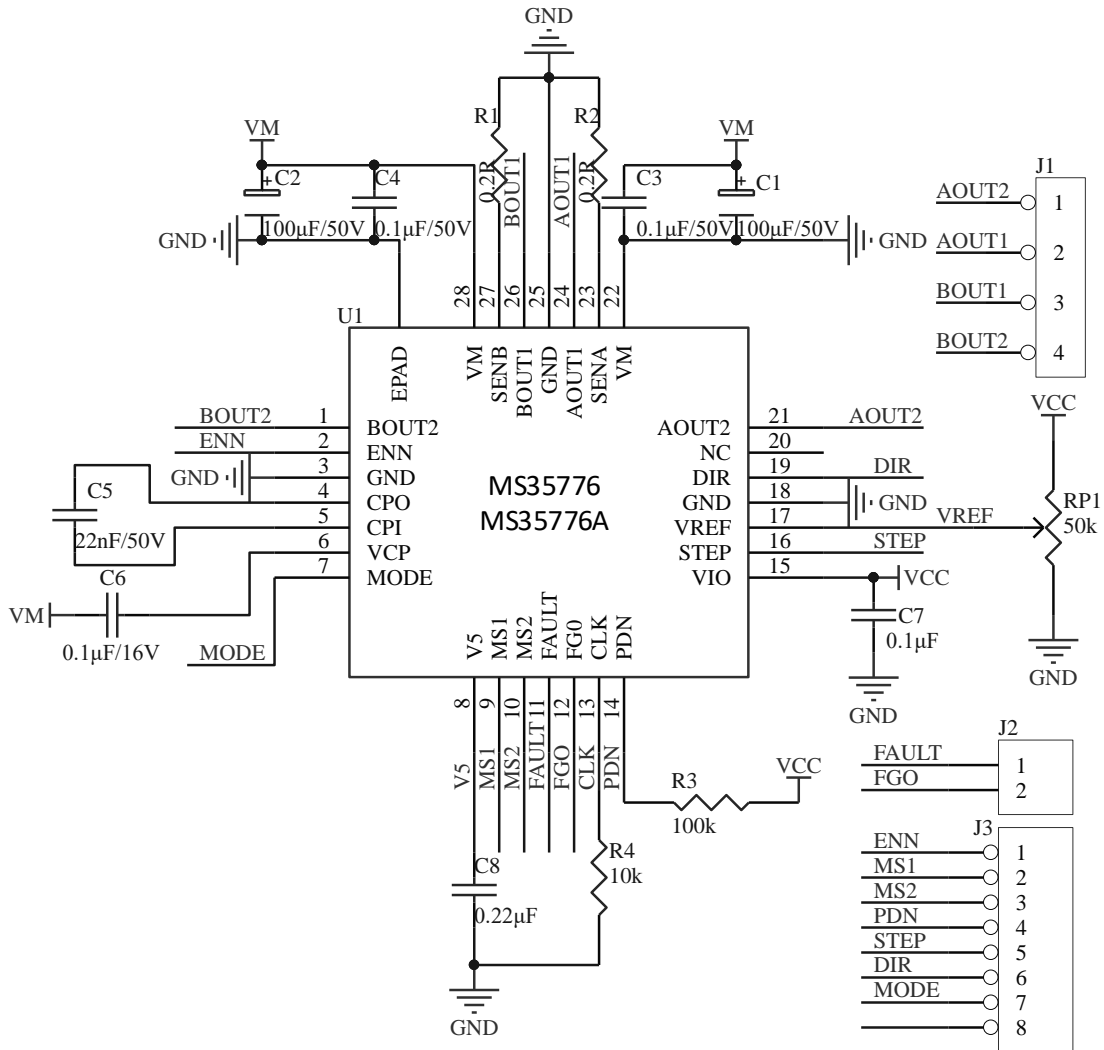 GND
R1
R2
VM
VM
C2
C4
0.2R
BOUT1
AOUT1
0.2R
C3
C1
J1
+
+
100μF/50V
0.1μF/50V
0.1μF/50V
100μF/50V
GND
GND
AOUT2
1
AOUT1
2
BOUT1
3
BOUT2
4
28
27
26
25
24
23
22
U1
EPAD
VM
SENB
BOUT1
GND
AOUT1
SENA
VM
BOUT2
1
BOUT2
ENN
2
ENN
GND
3
GND
4
CPO
C5
22nF/50V
5
CPI
6
VCP
7
MODE
C6
VM
0.1μF/16V
MODE
MS35776
MS35776A
AOUT2
21
AOUT2
NC
20
DIR
19
DIR
GND
18
GND
VREF
17
VREF
STEP
16
STEP
VIO
15
VCC
VCC
RP1
50k
GND
C7
0.1μF
GND
V5
MS1
MS2
FAULT
FG0
CLK
PDN
8
9
10
11
12
13
14
V5
MS1
MS2
FAULT
FGO
CLK
PDN
R3
100k
VCC
C8
0.22μF
R4
10k
GND
J2
FAULT
1
FGO
2
J3
ENN
1
MS1
2
MS2
3
PDN
4
STEP
5
DIR
6
MODE
7
8